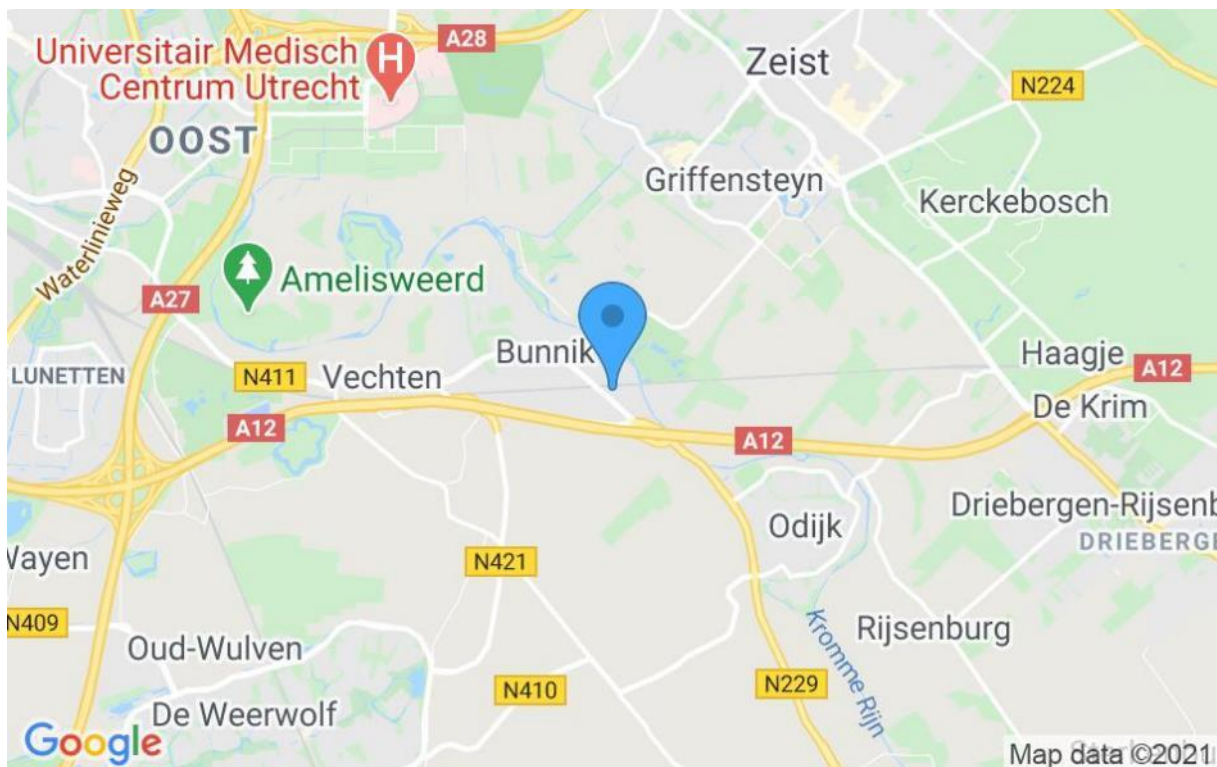 Universitair Medisch
Centrum Utrecht
H
A28
Zeist
N224
OOST
Griffensteyn
Kerckebosch
Waterlinieweg
Amelisweerd
A27
Bunnik
Haagje
LUNETTEN
N411
Vechten
A12
De Krim
A12
A12
Driebergen-Rijsenb
Odijk
DRIEBERGE
Wayen
N421
N409
Kromme Rijn
Rijsenburg
Oud-Wulven
N410
N229
De Weerwolf
Google
Map data ©2021